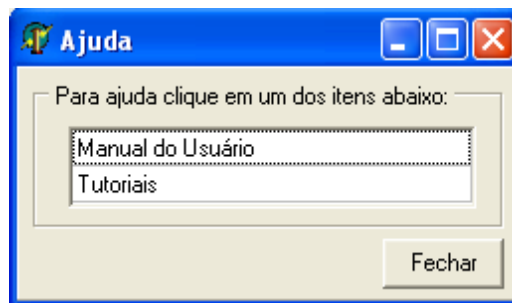 Ajuda
Para ajuda clique em um dos itens abaixo:
Manual do Usuário
Tutoriais
Fechar